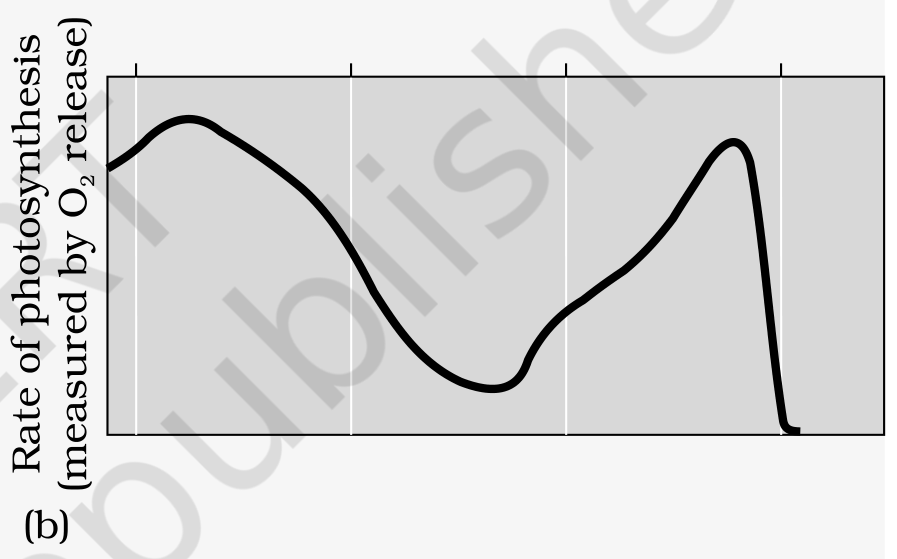 Rate of photosynthesis
(measured by O₂ release)
(b)